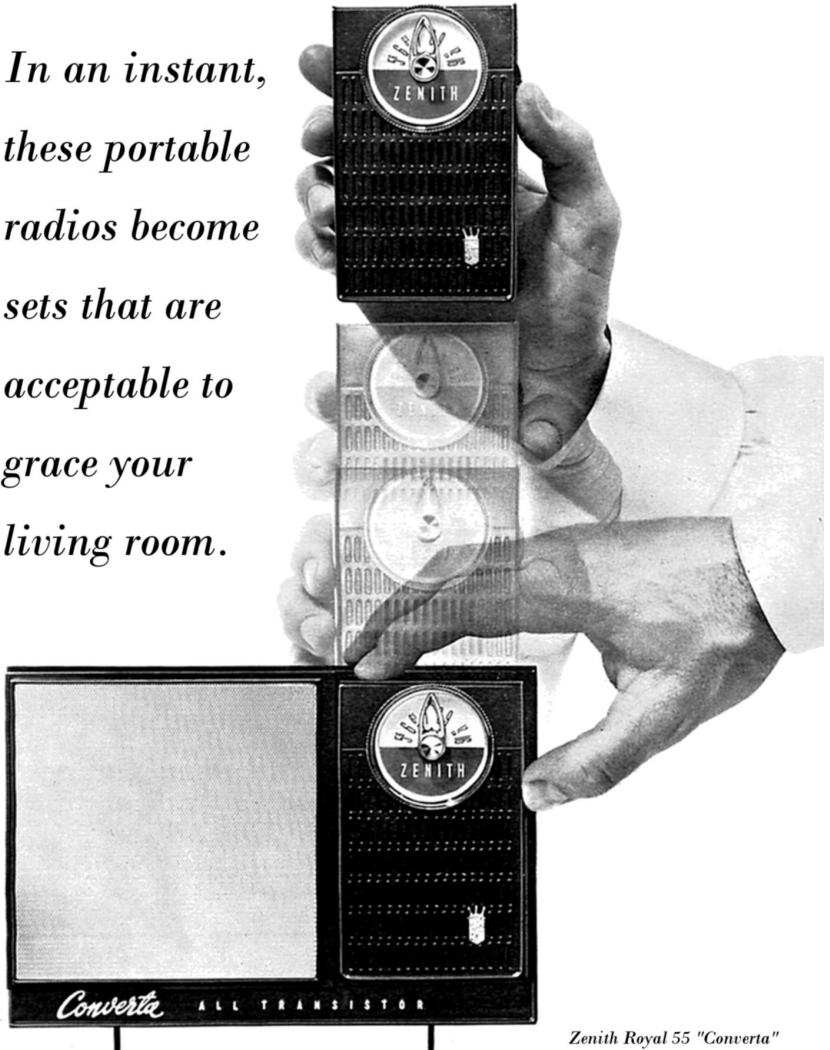 In an instant,
these portable
radios become
sets that are
acceptable to
grace your
living room.
ZENITH
ZENITH
Converta ALL TRANSISTOR
Zenith Royal 55 "Converta"